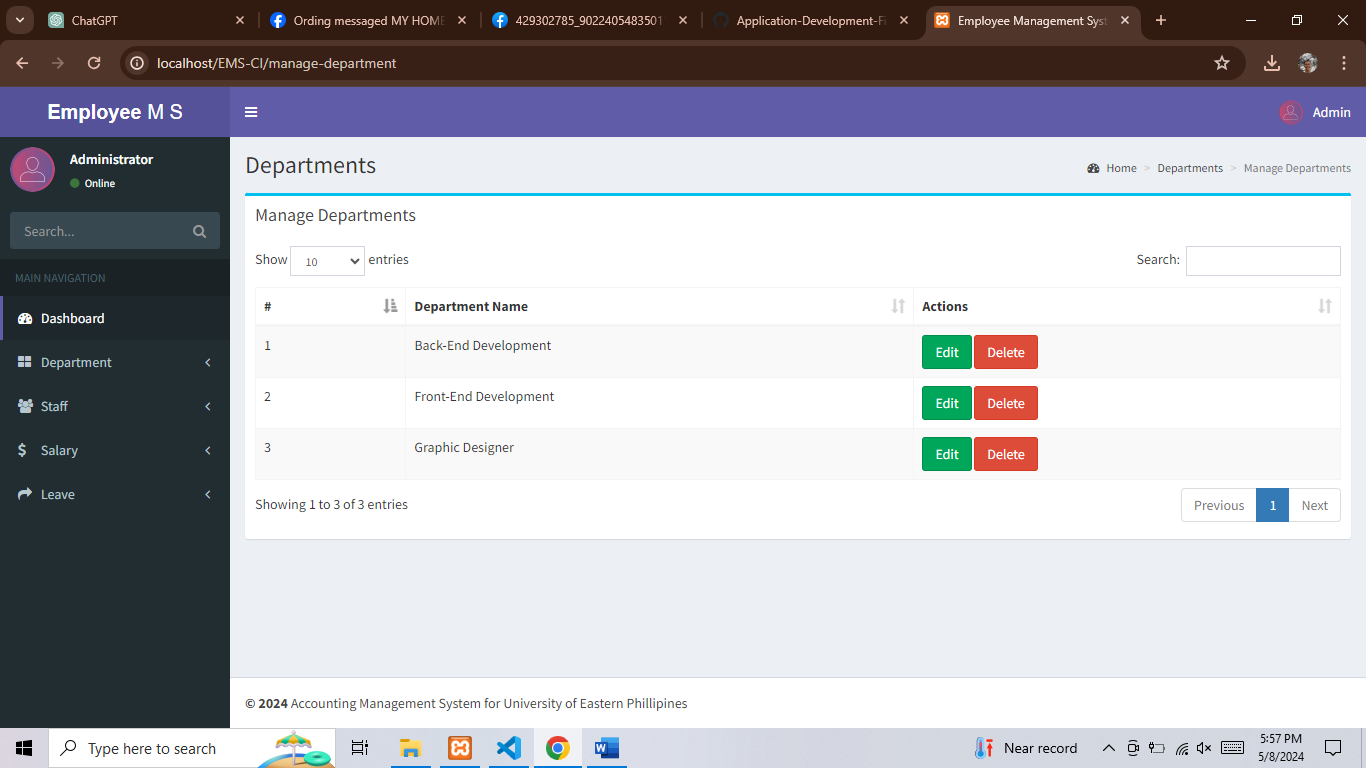 ChatGPT
Ording messaged MY HOME
429302785_9022405483501
Application-Development-Fi
Employee Management Syst
localhost/EMS-CI/manage-department
Employee M S
Admin
Administrator
Online
Search...
MAIN NAVIGATION
Dashboard
Department
Staff
Salary
Leave
Departments
Home > Departments > Manage Departments
Manage Departments
Show 10 entries
Search:
# Department Name Actions
1 Back-End Development Edit Delete
2 Front-End Development Edit Delete
3 Graphic Designer Edit Delete
Showing 1 to 3 of 3 entries
Previous 1 Next
© 2024 Accounting Management System for University of Eastern Phillipines
Type here to search
Near record
5:57 PM
5/8/2024